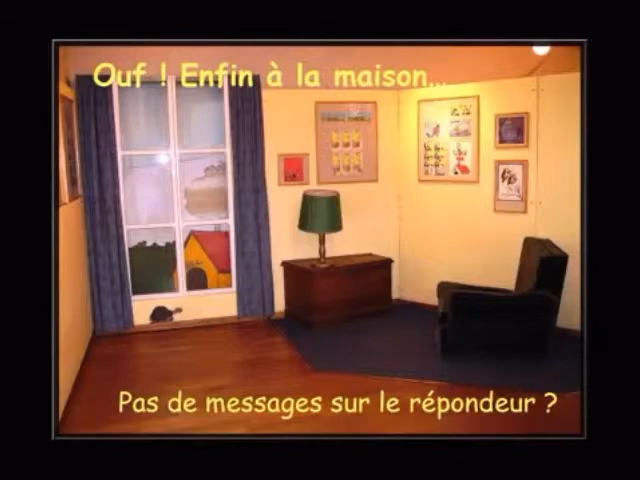 Ouf ! Enfin à la maison…
Pas de messages sur le répondeur ?